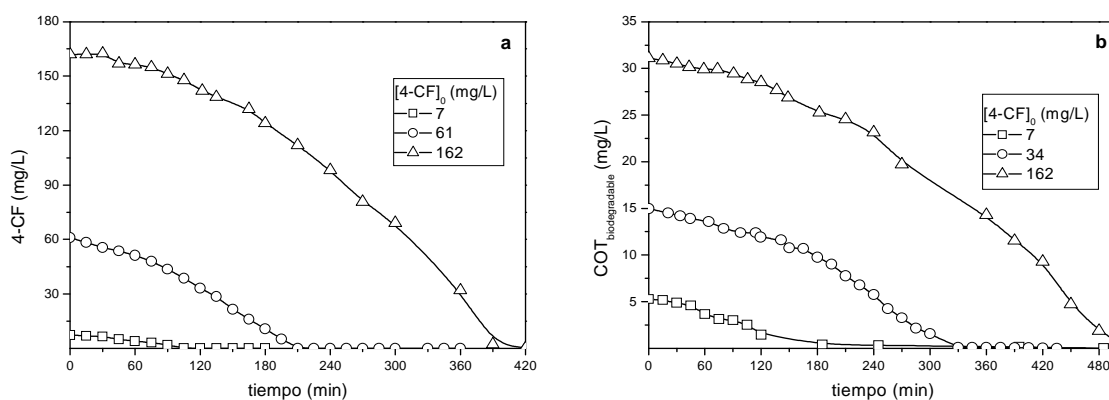 a
180
150
120
90
60
30
4-CF (mg/L)
[4-CF]0 (mg/L)
7
61
162
0 60 120 180 240 300 360 420
tiempo (min)
b
35
30
25
20
15
10
5
COTbiodegradable (mg/L)
[4-CF]0 (mg/L)
7
34
162
0 60 120 180 240 300 360 420 480
tiempo (min)